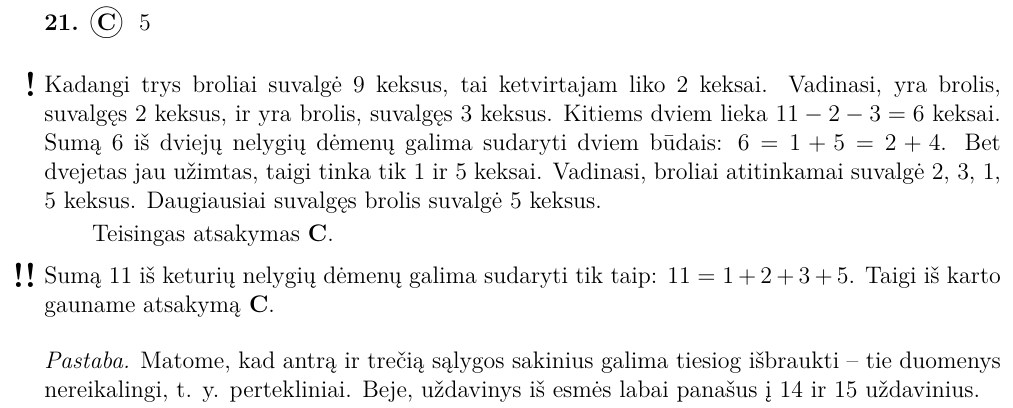 21. Ⓒ 5
! Kadangi trys broliai suvalgė 9 keksus, tai ketvirtajam liko 2 keksai. Vadinasi, yra brolis,
suvalgęs 2 keksus, ir yra brolis, suvalgęs 3 keksus. Kitiems dviem lieka 11 − 2 − 3 = 6 keksai.
Sumą 6 iš dviejų nelygių dėmenų galima sudaryti dviem būdais: 6 = 1 + 5 = 2 + 4. Bet
dvejetas jau užimtas, taigi tinka tik 1 ir 5 keksai. Vadinasi, broliai atitinkamai suvalgė 2, 3, 1,
5 keksus. Daugiausiai suvalgęs brolis suvalgė 5 keksus.
Teisingas atsakymas C.
!! Sumą 11 iš keturių nelygių dėmenų galima sudaryti tik taip: 11 = 1 + 2 + 3 + 5. Taigi iš karto
gauname atsakymą C.
Pastaba. Matome, kad antrą ir trečią sąlygos sakinius galima tiesiog išbraukti – tie duomenys
nereikalingi, t. y. pertekliniai. Beje, uždavinys iš esmės labai panašus į 14 ir 15 uždavinius.